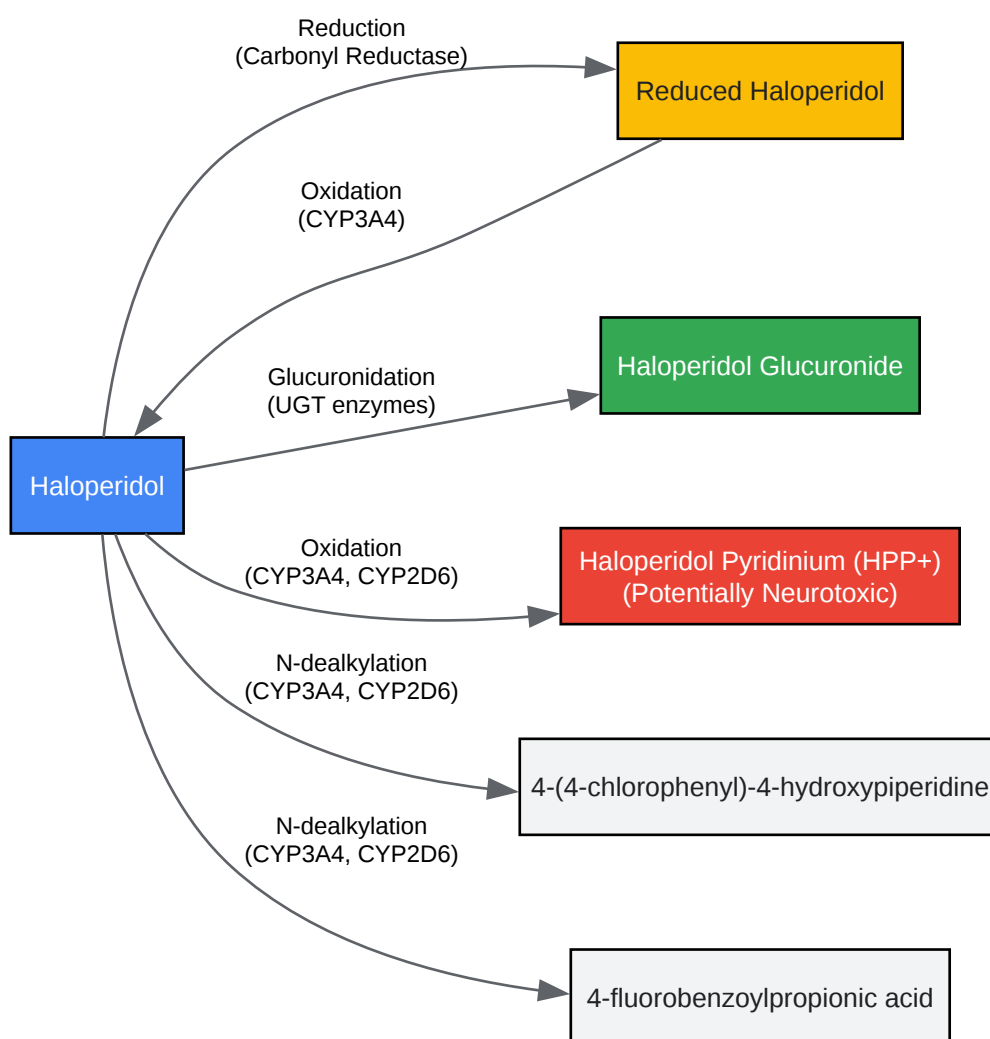 Reduction
(Carbonyl Reductase)
Reduced Haloperidol
Oxidation
(CYP3A4)
Haloperidol Glucuronide
Glucuronidation
(UGT enzymes)
Haloperidol
Oxidation
(CYP3A4, CYP2D6)
Haloperidol Pyridinium (HPP+)
(Potentially Neurotoxic)
N-dealkylation
(CYP3A4, CYP2D6)
4-(4-chlorophenyl)-4-hydroxypiperidine
N-dealkylation
(CYP3A4, CYP2D6)
4-fluorobenzoylpropionic acid